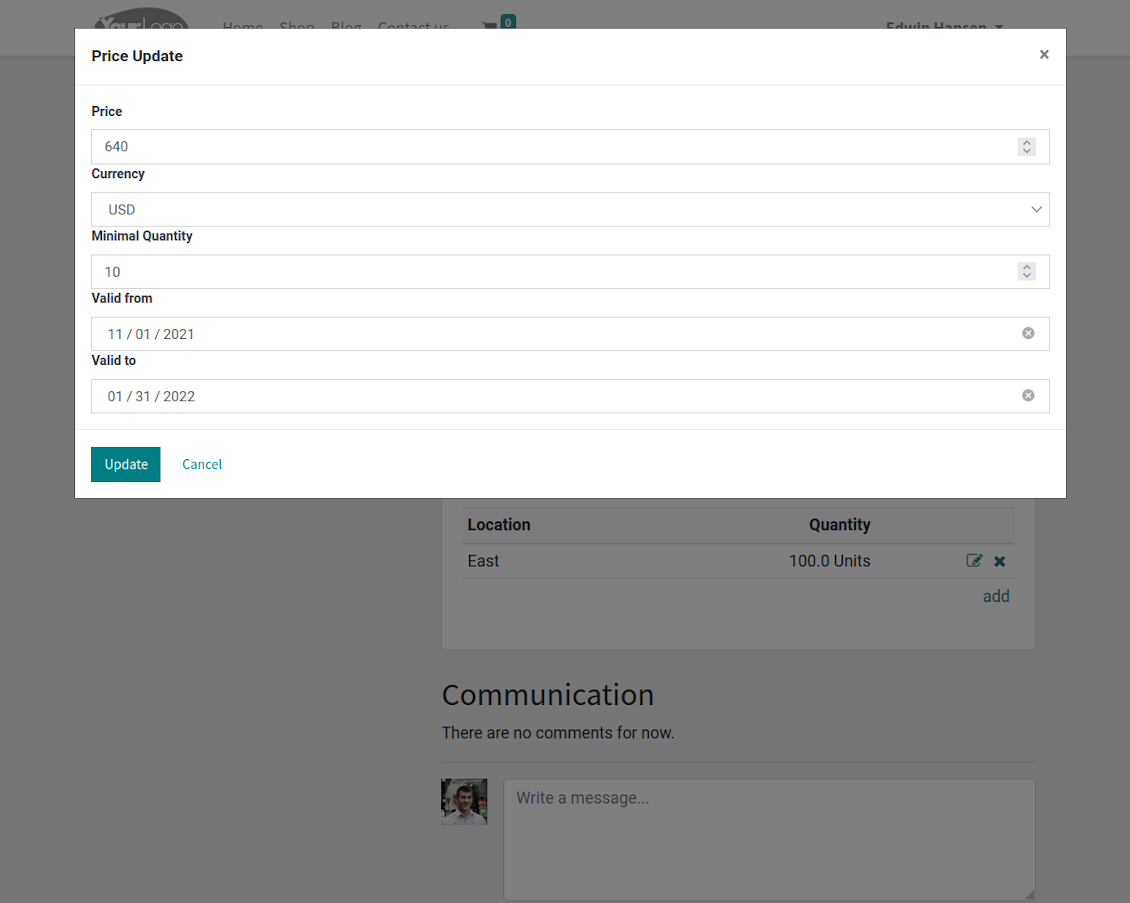 YourLogo Home Shop Blog Contact us 0 Edwin Hansen
Price Update
Price
640
Currency
USD
Minimal Quantity
10
Valid from
11 / 01 / 2021
Valid to
01 / 31 / 2022
Update Cancel
Location Quantity
East 100.0 Units
add
Communication
There are no comments for now.
Write a message...